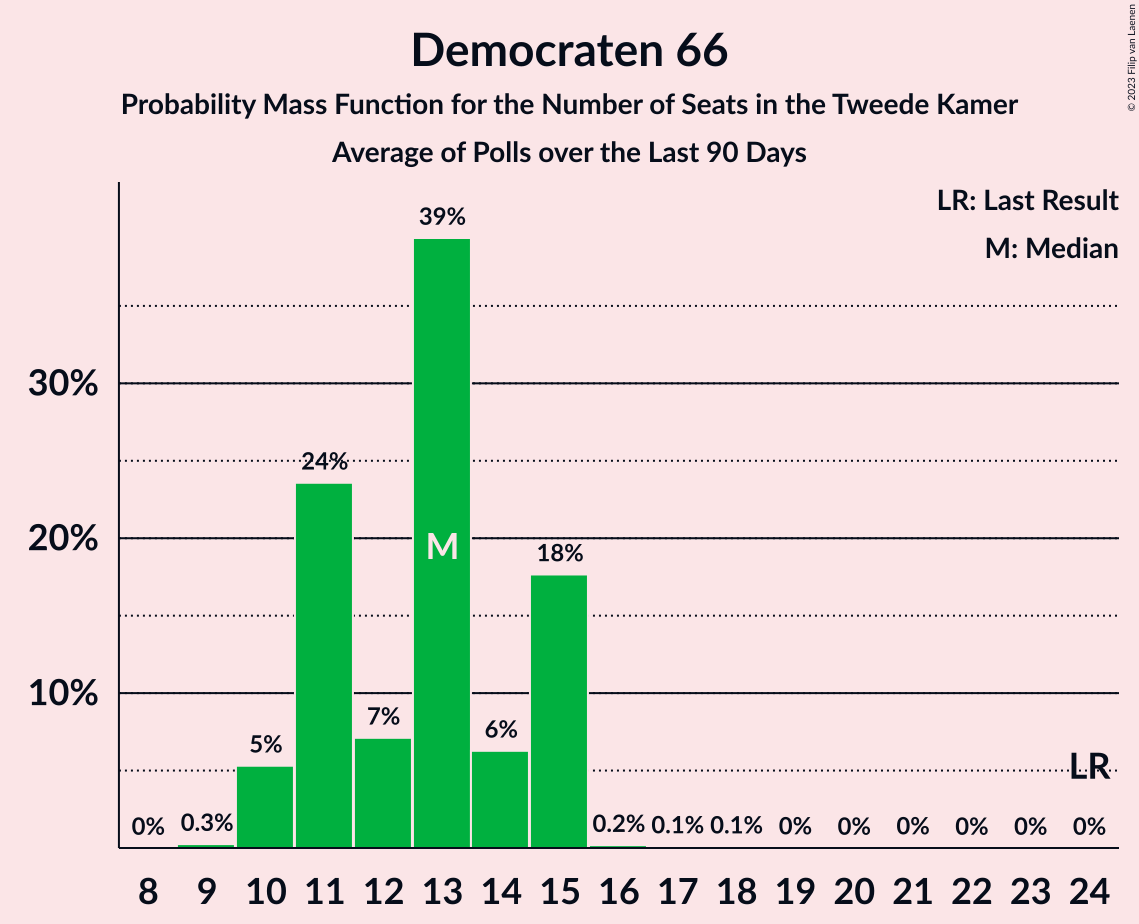 Democraten 66
Probability Mass Function for the Number of Seats in the Tweede Kamer
Average of Polls over the Last 90 Days
© 2023 Filip van Laenen
LR: Last Result
M: Median
39%
30%
24%
20%
M
18%
10%
7%
6%
5%
LR
0% 0.3% 0.2% 0.1% 0.1% 0% 0% 0% 0% 0% 0%
8 9 10 11 12 13 14 15 16 17 18 19 20 21 22 23 24